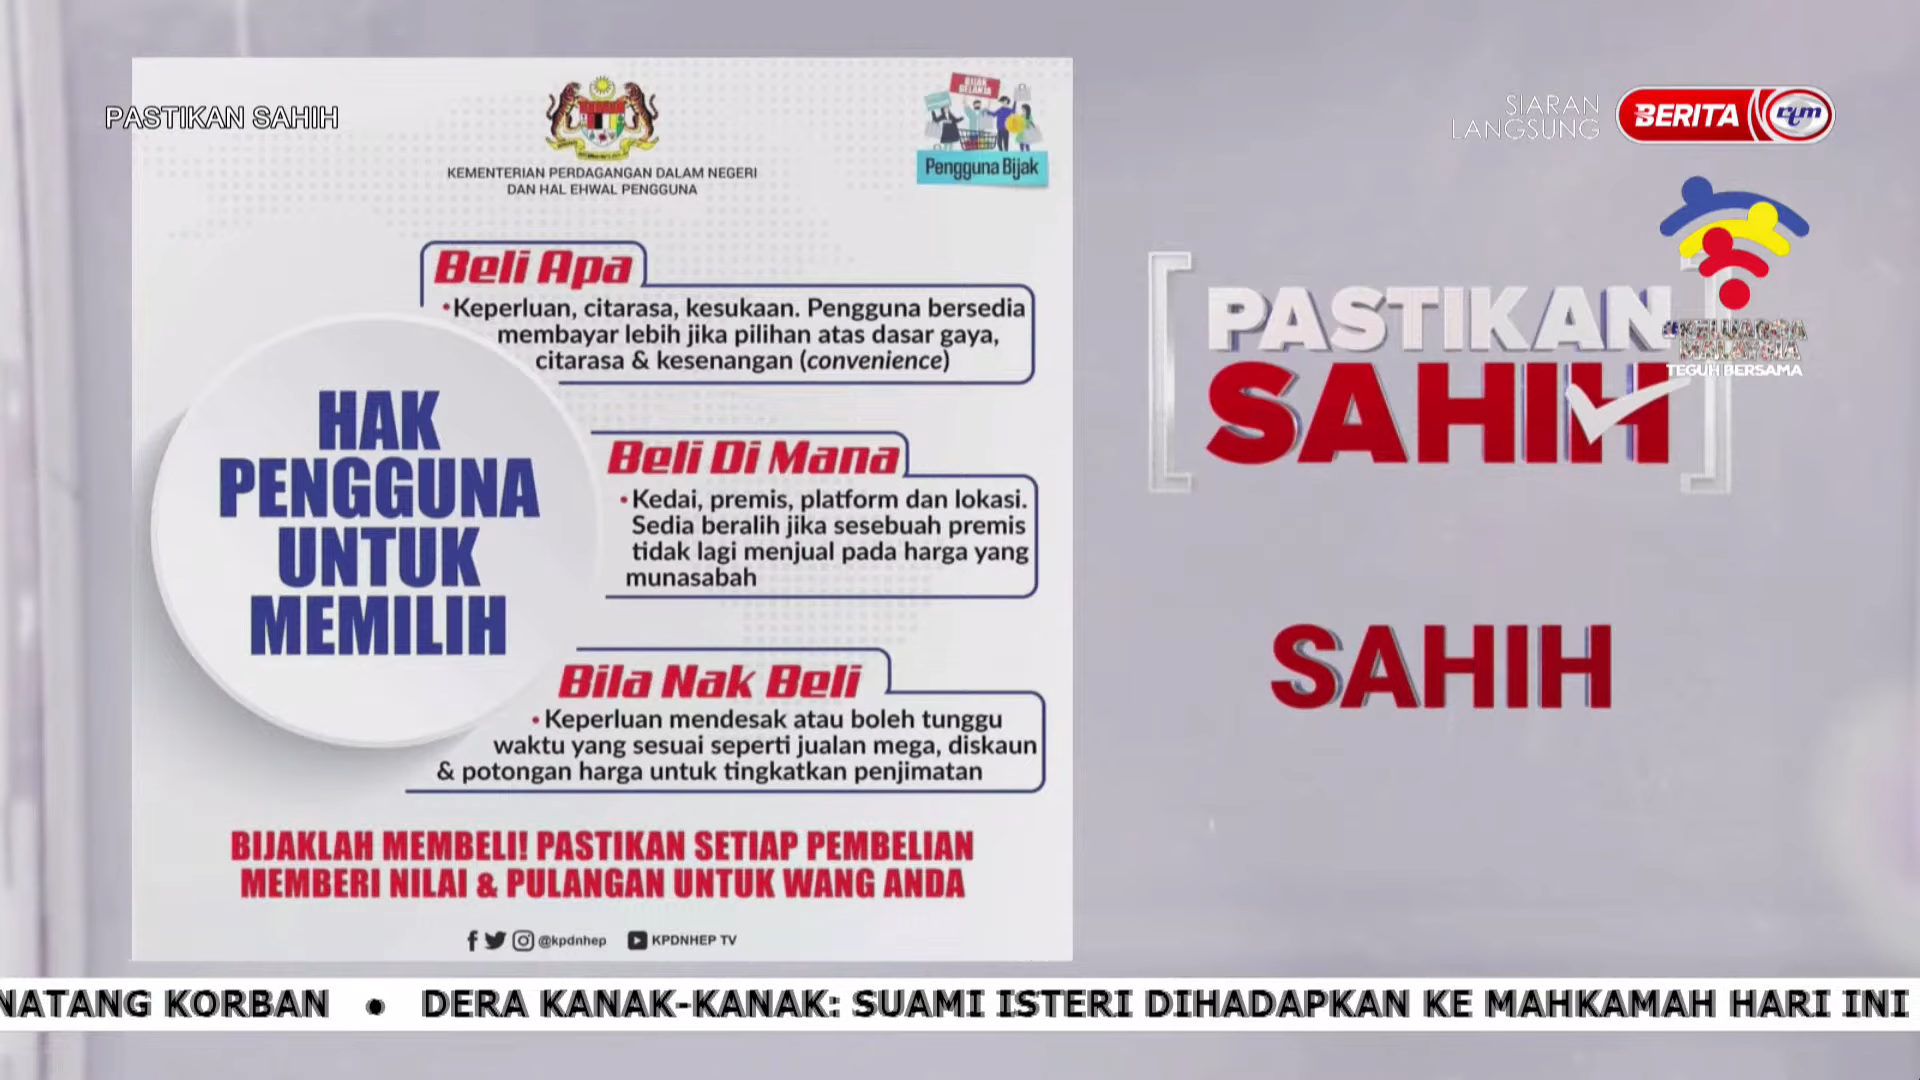 PASTIKAN SAHIH
KEMENTERIAN PERDAGANGAN DALAM NEGERI
DAN HAL EHWAL PENGGUNA
BIJAK
BELANJA
Pengguna Bijak
HAK
PENGGUNA
UNTUK
MEMILIH
Beli Apa
•Keperluan, citarasa, kesukaan. Pengguna bersedia
membayar lebih jika pilihan atas dasar gaya,
citarasa & kesenangan (convenience)
Beli Di Mana
•Kedai, premis, platform dan lokasi.
Sedia beralih jika sesebuah premis
tidak lagi menjual pada harga yang
munasabah
Bila Nak Beli
•Keperluan mendesak atau boleh tunggu
waktu yang sesuai seperti jualan mega, diskaun
& potongan harga untuk tingkatkan penjimatan
BIJAKLAH MEMBELI! PASTIKAN SETIAP PEMBELIAN
MEMBERI NILAI & PULANGAN UNTUK WANG ANDA
@kpdnhep KPDNHEP TV
SIARAN
LANGSUNG
BERITA rtm
#KELUARGA
MALAYSIA
TEGUH BERSAMA
PASTIKAN
SAHIH
SAHIH
NATANG KORBAN • DERA KANAK-KANAK: SUAMI ISTERI DIHADAPKAN KE MAHKAMAH HARI INI